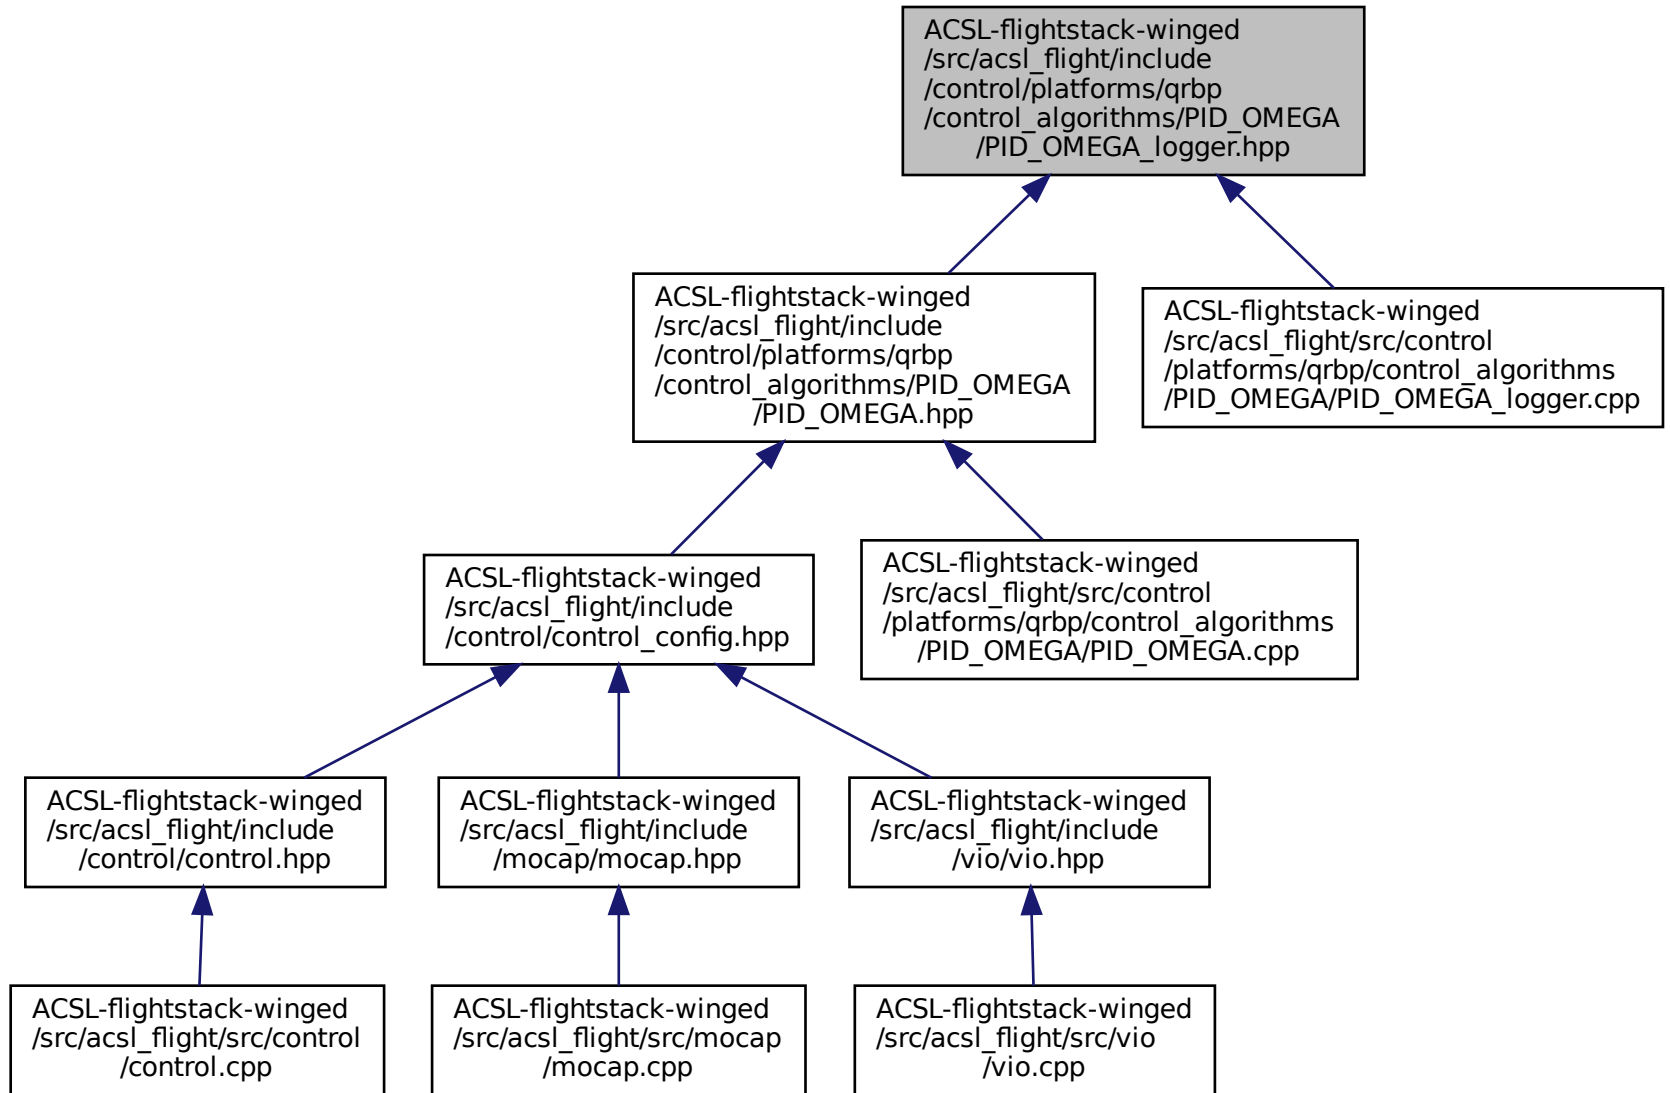 ACSL-flightstack-winged
/src/acsl_flight/include
/control/platforms/qrbp
/control_algorithms/PID_OMEGA
/PID_OMEGA_logger.hpp
ACSL-flightstack-winged
/src/acsl_flight/include
/control/platforms/qrbp
/control_algorithms/PID_OMEGA
/PID_OMEGA.hpp
ACSL-flightstack-winged
/src/acsl_flight/src/control
/platforms/qrbp/control_algorithms
/PID_OMEGA/PID_OMEGA_logger.cpp
ACSL-flightstack-winged
/src/acsl_flight/include
/control/control_config.hpp
ACSL-flightstack-winged
/src/acsl_flight/src/control
/platforms/qrbp/control_algorithms
/PID_OMEGA/PID_OMEGA.cpp
ACSL-flightstack-winged
/src/acsl_flight/include
/control/control.hpp
ACSL-flightstack-winged
/src/acsl_flight/include
/mocap/mocap.hpp
ACSL-flightstack-winged
/src/acsl_flight/include
/vio/vio.hpp
ACSL-flightstack-winged
/src/acsl_flight/src/control
/control.cpp
ACSL-flightstack-winged
/src/acsl_flight/src/mocap
/mocap.cpp
ACSL-flightstack-winged
/src/acsl_flight/src/vio
/vio.cpp